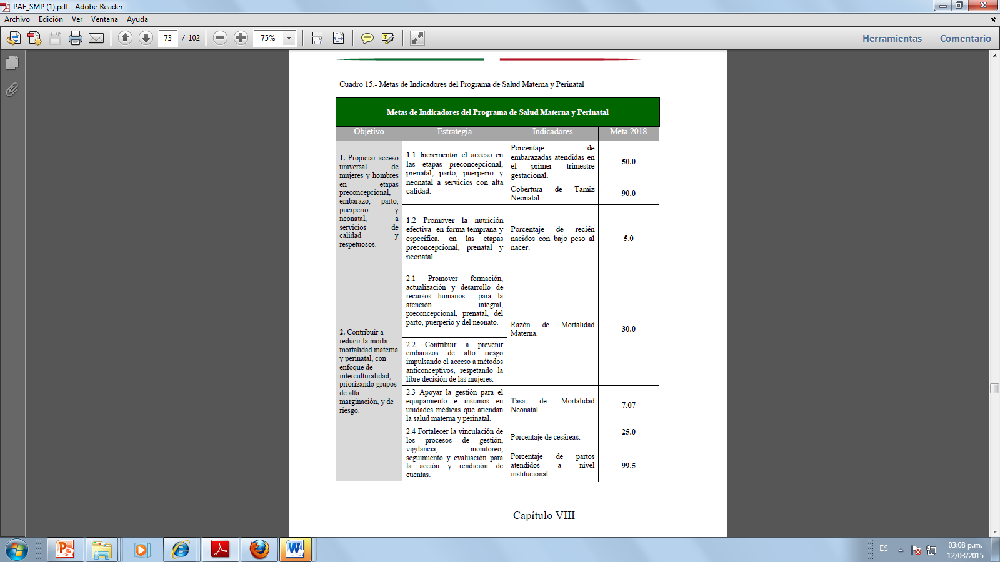 PAE_SMP (1).pdf - Adobe Reader
Archivo Edición Ver Ventana Ayuda
73 / 102 75% Herramientas Comentario
Cuadro 15.- Metas de Indicadores del Programa de Salud Materna y Perinatal
Metas de Indicadores del Programa de Salud Materna y Perinatal
Objetivo Estrategia Indicadores Meta 2018
1. Propiciar acceso
universal de
mujeres y hombres
en etapas
preconcepcional,
embarazo, parto,
puerperio y
neonatal, a
servicios de
calidad y
respetuosos.
1.1 Incrementar el acceso en
las etapas preconcepcional,
prenatal, parto, puerperio y
neonatal a servicios con alta
calidad.
Porcentaje de
embarazadas atendidas en
el primer trimestre
gestacional.
50.0
Cobertura de Tamiz
Neonatal.
90.0
1.2 Promover la nutrición
efectiva en forma temprana y
específica, en las etapas
preconcepcional, prenatal y
neonatal.
Porcentaje de recién
nacidos con bajo peso al
nacer.
5.0
2. Contribuir a
reducir la morbi-
mortalidad materna
y perinatal, con
enfoque de
interculturalidad,
priorizando grupos
de alta
marginación, y de
riesgo.
2.1 Promover formación,
actualización y desarrollo de
recursos humanos para la
atención integral,
preconcepcional, prenatal, del
parto, puerperio y del neonato.
2.2 Contribuir a prevenir
embarazos de alto riesgo
impulsando el acceso a métodos
anticonceptivos, respetando la
libre decisión de las mujeres.
Razón de Mortalidad
Materna.
30.0
2.3 Apoyar la gestión para el
equipamiento e insumos en
unidades médicas que atiendan
la salud materna y perinatal.
Tasa de Mortalidad
Neonatal.
7.07
2.4 Fortalecer la vinculación de
los procesos de gestión,
vigilancia, monitoreo,
seguimiento y evaluación para
la acción y rendición de
cuentas.
Porcentaje de cesáreas.
25.0
Porcentaje de partos
atendidos a nivel
institucional.
99.5
Capítulo VIII
ES
03:08 p.m.
12/03/2015